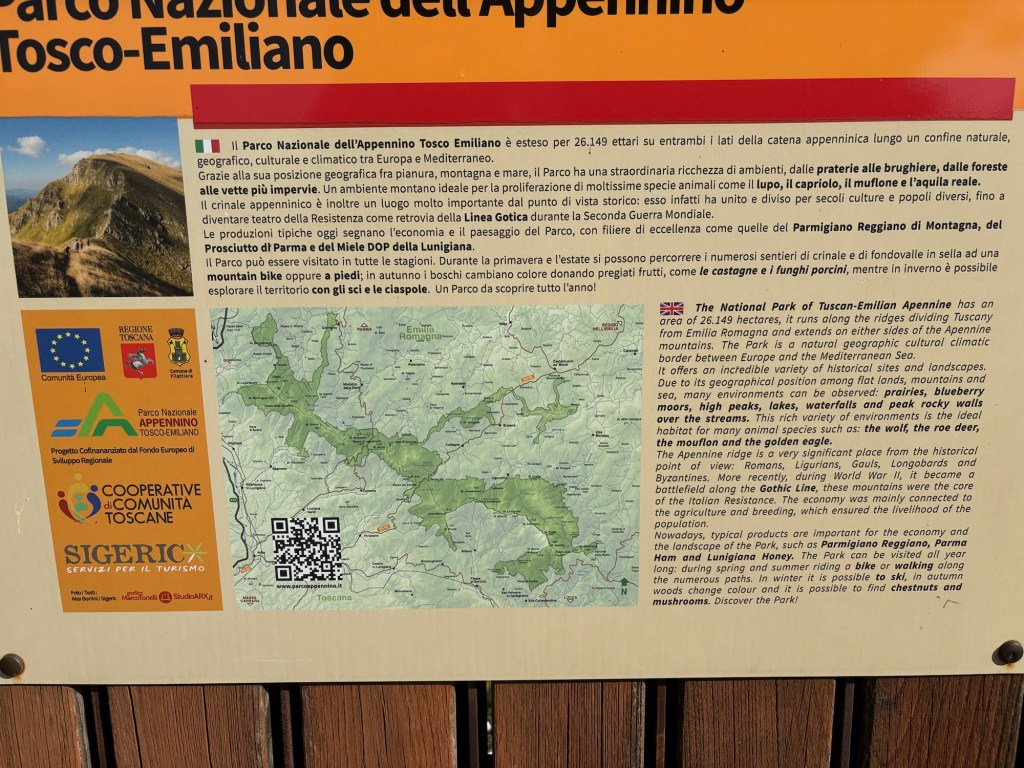 Parco Nazionale dell'Appennino
Tosco-Emiliano
Il Parco Nazionale dell'Appennino Tosco Emiliano è esteso per 26.149 ettari su entrambi i lati della catena appenninica lungo un confine naturale,
geografico, culturale e climatico tra Europa e Mediterraneo.
Grazie alla sua posizione geografica fra pianura, montagna e mare, il Parco ha una straordinaria ricchezza di ambienti, dalle praterie alle brughiere, dalle foreste
alle vette più impervie. Un ambiente montano ideale per la proliferazione di moltissime specie animali come il lupo, il capriolo, il muflone e l'aquila reale.
Il crinale appenninico è inoltre un luogo molto importante dal punto di vista storico: esso infatti ha unito e diviso per secoli culture e popoli diversi, fino a
diventare teatro della Resistenza come retrovia della Linea Gotica durante la Seconda Guerra Mondiale.
Le produzioni tipiche oggi segnano l'economia e il paesaggio del Parco, con filiere di eccellenza come quelle del Parmigiano Reggiano di Montagna, del
Prosciutto di Parma e del Miele DOP della Lunigiana.
Il Parco può essere visitato in tutte le stagioni. Durante la primavera e l'estate si possono percorrere i numerosi sentieri di crinale e di fondovalle in sella ad una
mountain bike oppure a piedi; in autunno i boschi cambiano colore donando pregiati frutti, come le castagne e i funghi porcini, mentre in inverno è possibile
esplorare il territorio con gli sci e le ciaspole. Un Parco da scoprire tutto l'anno!
Comunità Europea
REGIONE
TOSCANA
Comune di
Filattiera
Parco Nazionale
APPENNINO
TOSCO-EMILIANO
Progetto Cofinananziato dal Fondo Europeo di
Sviluppo Regionale
COOPERATIVE
di COMUNITÀ
TOSCANE
SIGERIC
SERVIZI PER IL TURISMO
Foto / Testi :
Alex Borrini / Sigeric
grafica
MarcoTonelli
StudioARX.it
Emilia
Romagna
PARMA
REGGIO
NELL'EMILIA
www.parcoappennino.it
Toscana
MASSA
CARRARA
LUCCA
N
The National Park of Tuscan-Emilian Apennine has an
area of 26.149 hectares, it runs along the ridges dividing Tuscany
from Emilia Romagna and extends on either sides of the Apennine
mountains. The Park is a natural geographic cultural climatic
border between Europe and the Mediterranean Sea.
It offers an incredible variety of historical sites and landscapes.
Due to its geographical position among flat lands, mountains and
sea, many environments can be observed: prairies, blueberry
moors, high peaks, lakes, waterfalls and peak rocky walls
over the streams. This rich variety of environments is the ideal
habitat for many animal species such as: the wolf, the roe deer,
the mouflon and the golden eagle.
The Apennine ridge is a very significant place from the historical
point of view: Romans, Ligurians, Gauls, Longobards and
Byzantines. More recently, during World War II, it became a
battlefield along the Gothic Line, these mountains were the core
of the Italian Resistance. The economy was mainly connected to
the agriculture and breeding, which ensured the livelihood of the
population.
Nowadays, typical products are important for the economy and
the landscape of the Park, such as Parmigiano Reggiano, Parma
Ham and Lunigiana Honey. The Park can be visited all year
long: during spring and summer riding a bike or walking along
the numerous paths. In winter it is possible to ski, in autumn
woods change colour and it is possible to find chestnuts and
mushrooms. Discover the Park!